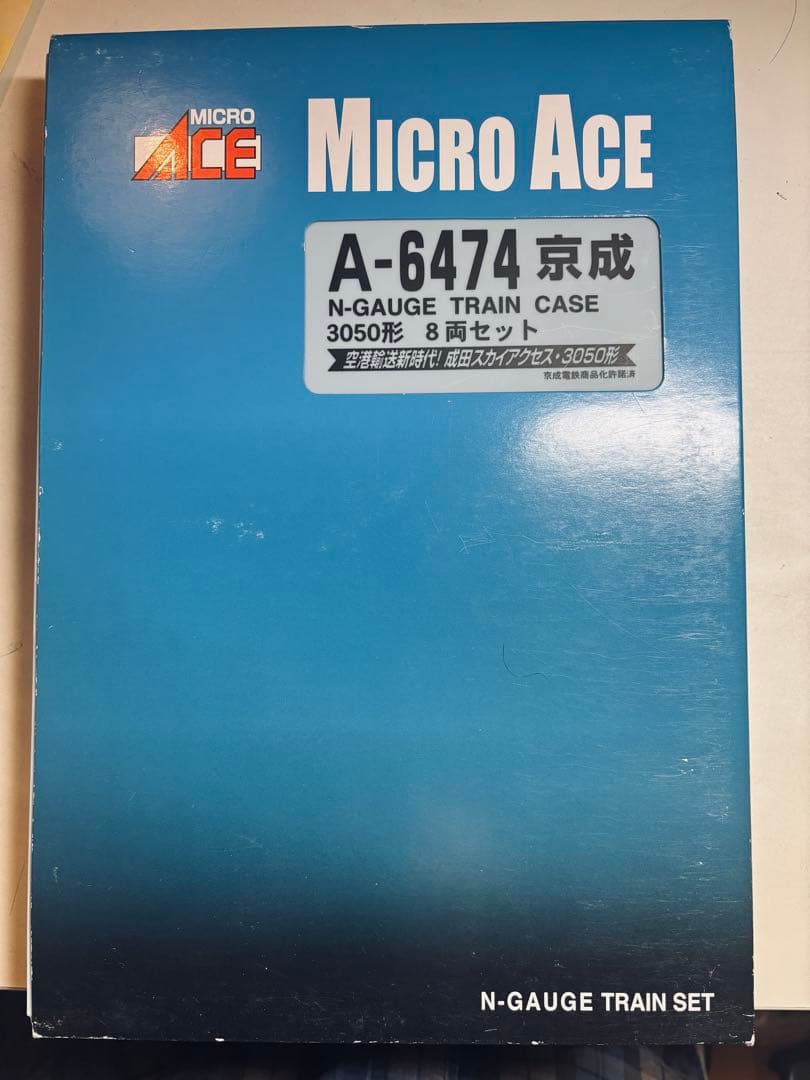 MICRO
ACE
MICRO ACE
A-6474 京成
N-GAUGE TRAIN CASE
3050形 8両セット
空港輸送新時代!成田スカイアクセス・3050形
京成電鉄商品化許諾済
N-GAUGE TRAIN SET